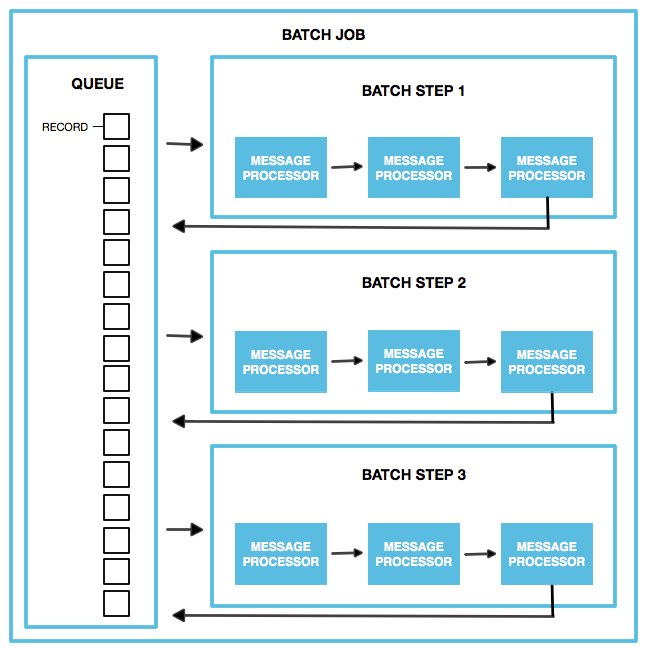 BATCH JOB
QUEUE
RECORD
BATCH STEP 1
MESSAGE
PROCESSOR
MESSAGE
PROCESSOR
MESSAGE
PROCESSOR
BATCH STEP 2
MESSAGE
PROCESSOR
MESSAGE
PROCESSOR
MESSAGE
PROCESSOR
BATCH STEP 3
MESSAGE
PROCESSOR
MESSAGE
PROCESSOR
MESSAGE
PROCESSOR